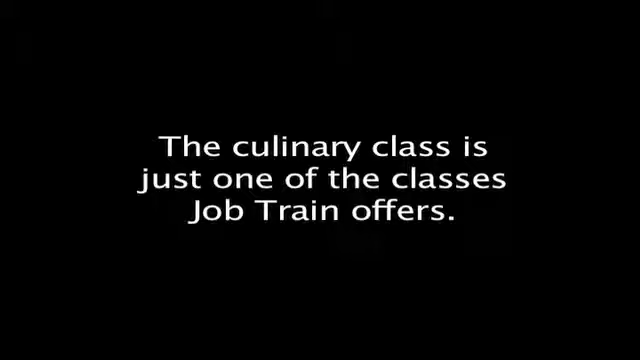 The culinary class is
just one of the classes
Job Train offers.